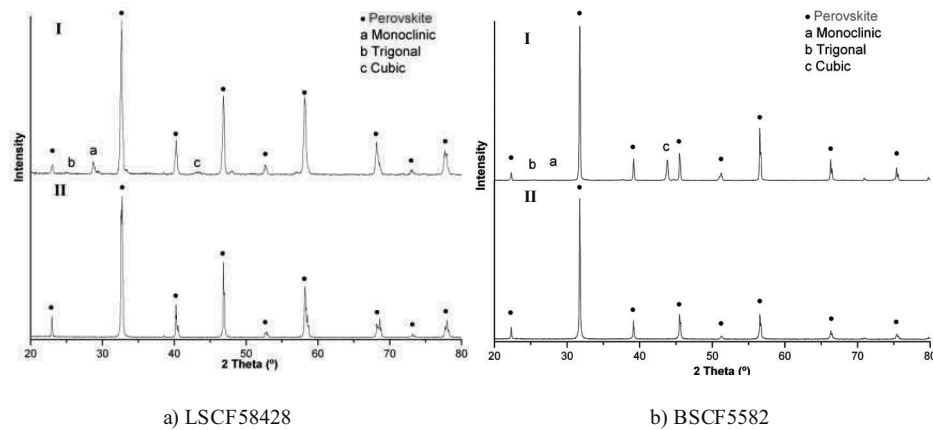 I
• Perovskite
a Monoclinic
b Trigonal
c Cubic
b a c
II
Intensity
20 30 40 50 60 70 80
2 Theta (º)
a) LSCF58428
I
• Perovskite
a Monoclinic
b Trigonal
c Cubic
b a c
II
Intensity
20 30 40 50 60 70 80
2 Theta (º)
b) BSCF5582